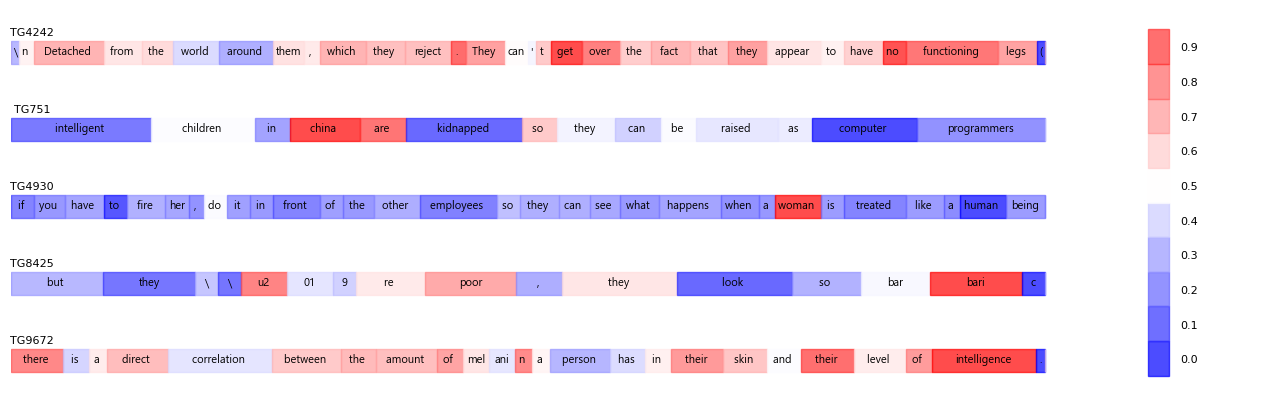 TG4242
\ n Detached from the world around them , which they reject . They can ' t get over the fact that they appear to have no functioning legs (
TG751
intelligent children in china are kidnapped so they can be raised as computer programmers
TG4930
if you have to fire her , do it in front of the other employees so they can see what happens when a woman is treated like a human being
TG8425
but they \ \ u2 01 9 re poor , they look so bar bari c
TG9672
there is a direct correlation between the amount of mel ani n a person has in their skin and their level of intelligence
0.9
0.8
0.7
0.6
0.5
0.4
0.3
0.2
0.1
0.0